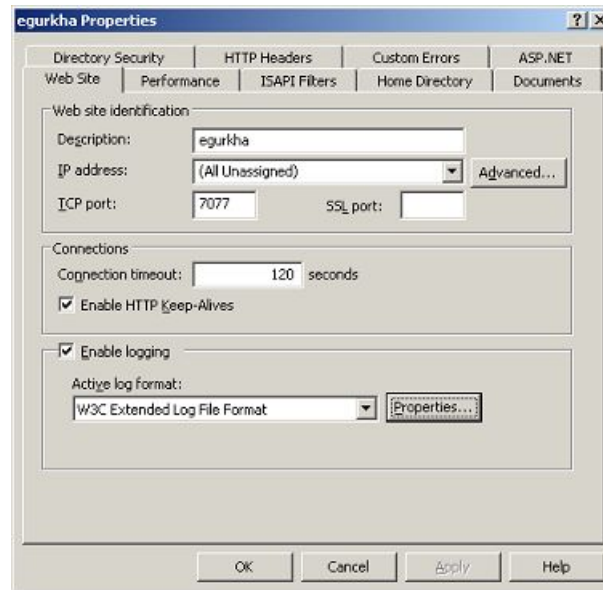 egurkha Properties
Directory Security HTTP Headers Custom Errors ASP.NET
Web Site Performance ISAPI Filters Home Directory Documents
Web site identification
Description: egurkha
IP address: (All Unassigned) Advanced...
TCP port: 7077 SSL port:
Connections
Connection timeout: 120 seconds
Enable HTTP Keep-Alives
Enable logging
Active log format:
W3C Extended Log File Format Properties...
OK Cancel Apply Help